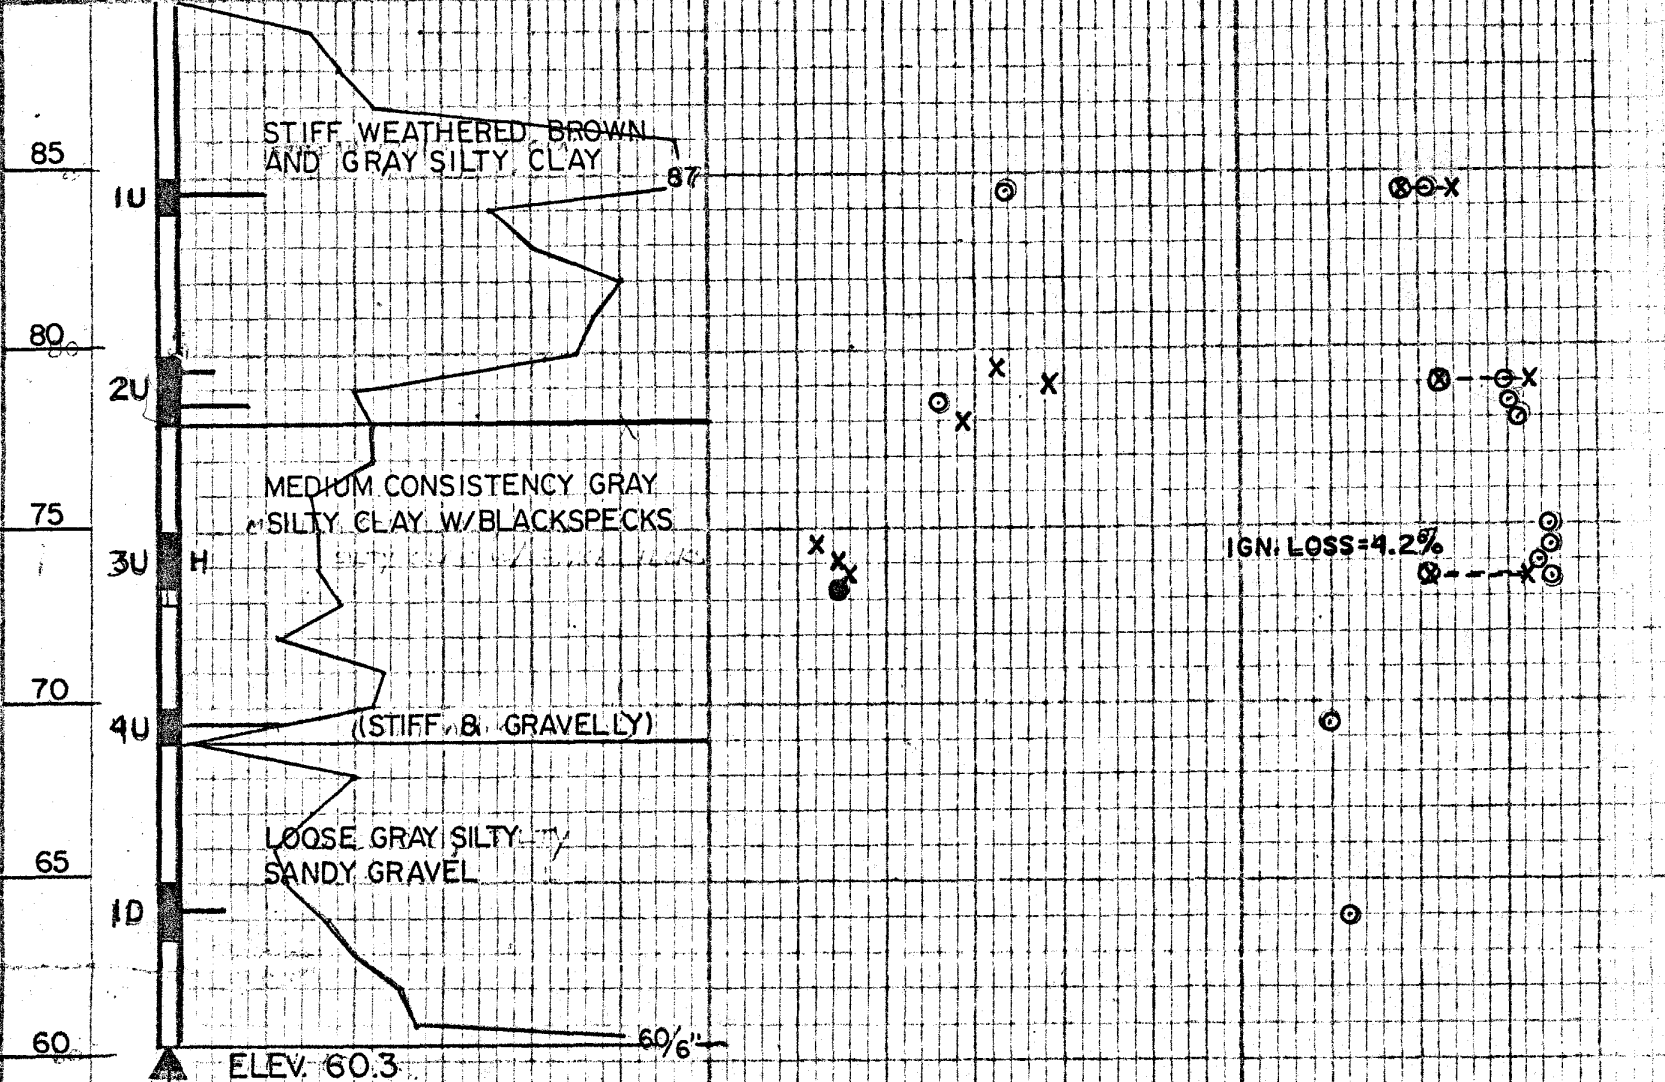 STIFF WEATHERED BROWN
AND GRAY SILTY CLAY
85
87
1U
80
2U
MEDIUM CONSISTENCY GRAY
SILTY CLAY W/BLACKSPECKS
75
IGN. LOSS=4.2%
3U H
70
4U
(STIFF & GRAVELLY)
LOOSE GRAY SILTY
SANDY GRAVEL
65
1D
60/6"
60
ELEV. 60.3